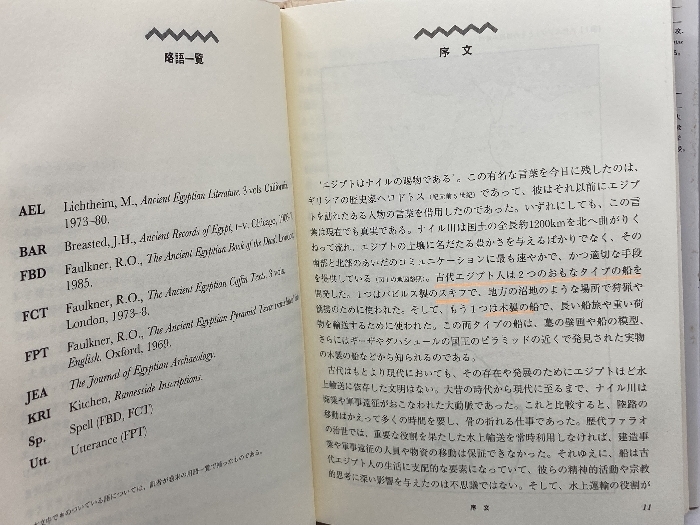 略語一覧
AEL Lichtheim, M., Ancient Egyptian Literature. 3 vols
1973–80.
BAR Breasted, J.H., Ancient Records of Egypt, Chicago,
FBD Faulkner, R.O., The Ancient Egyptian Book of the Dead,
1985.
FCT Faulkner, R.O., The Ancient Egyptian Coffin Texts. 3 vols.
London, 1973–8.
FPT Faulkner, R.O., The Ancient Egyptian Pyramid Texts
English. Oxford, 1969.
JEA The Journal of Egyptian Archaeology.
KRI Kitchen, Ramesside Inscriptions.
Sp. Spell (FBD, FCT)
Utt. Utterance (FPT)
序 文
"エジプトはナイルの賜物である"。この有名な言葉を今日に残したのは、
ギリシアの歴史家ヘロドトス(紀元前5世紀)であって、彼はそれ以前にエジプ
トを訪れたある人物の言葉を借用したのであった。いずれにしても、この言
葉は現在でも真実である。ナイル川は国土の全長約1200kmを北へ曲がりく
ねって流れ、エジプトの土壌に名だたる豊かさを与えるばかりでなく、その
南部と北部のあいだのコミュニケーションに最も速やかで、かつ適切な手段
を提供している。古代エジプト人は2つのおもなタイプの船を
開発した。1つはパピルス製のスキフで、地方の沼地のような場所で狩猟や
漁撈のために使われた。そして、もう1つは木製の船で、長い船旅や重い荷
物を輸送するために使われた。この両タイプの船は、墓の壁画や船の模型、
さらにはギーザやダハシュールの国王のピラミッドの近くで発見された実物
の木製の船などから知られるのである。
古代はもとより現代においても、その存在や発展のためにエジプトほど水
上輸送に依存した文明はない。大昔の時代から現代に至るまで、ナイル川は
商業や軍事遠征がおこなわれた大動脈であった。これと比較すると、陸路の
移動はかえって多くの時間を要し、骨の折れる仕事であった。歴代ファラオ
の治世では、重要な役割を果たした水上輸送を常時利用しなければ、建造事
業や軍事遠征の人員や物資の移動は保証できなかった。それゆえに、船は古
代エジプト人の生活に支配的な要素になっていて、彼らの精神的活動や宗教
的思考に深い影響を与えたのは不思議ではない。そして、水上運輸の役割が
序 文 11